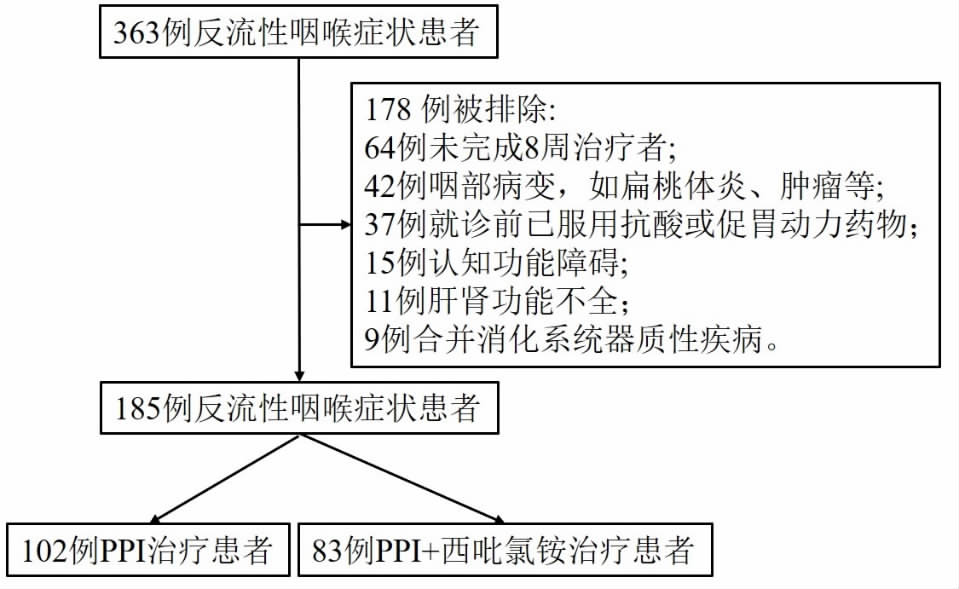 363例反流性咽喉症状患者
178 例被排除:
64例未完成8周治疗者;
42例咽部病变，如扁桃体炎、肿瘤等;
37例就诊前已服用抗酸或促胃动力药物；
15例认知功能障碍;
11例肝肾功能不全；
9例合并消化系统器质性疾病。
185例反流性咽喉症状患者
102例PPI治疗患者
83例PPI+西吡氯铵治疗患者